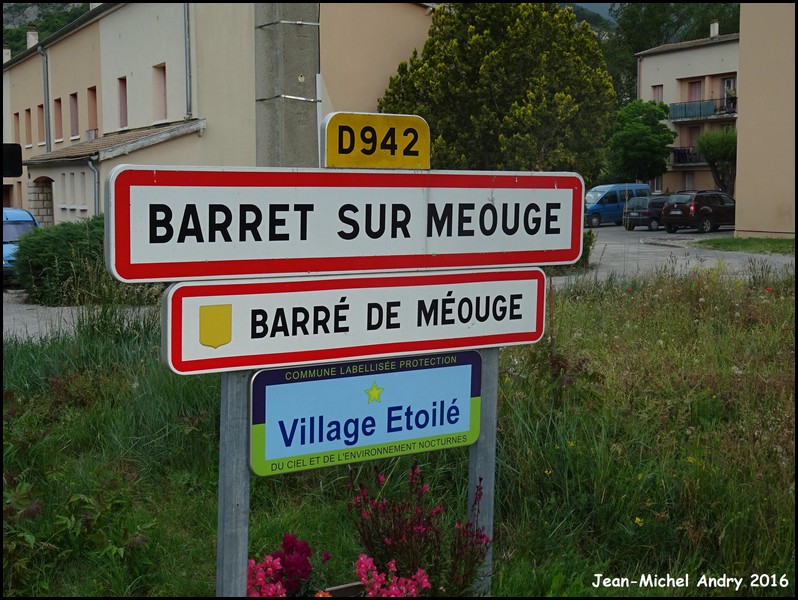 D942
BARRET SUR MEOUGE
BARRÉ DE MÉOUGE
COMMUNE LABELLISÉE PROTECTION
Village Etoilé
DU CIEL ET DE L'ENVIRONNEMENT NOCTURNES
Jean-Michel Andry 2016